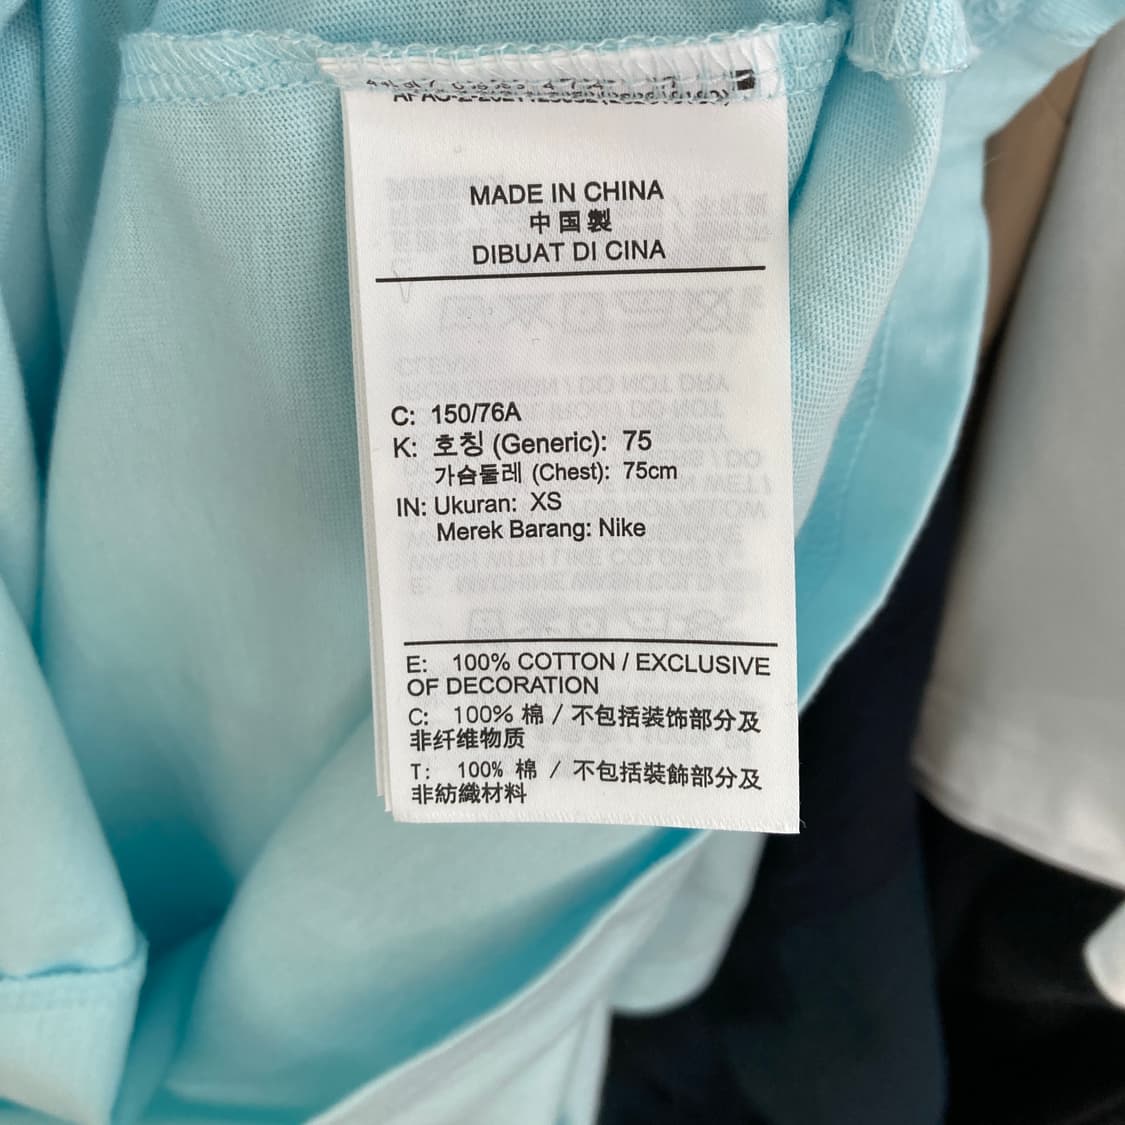 MADE IN CHINA
中国製
DIBUAT DI CINA
C: 150/76A
K: 호칭 (Generic): 75
가슴둘레 (Chest): 75cm
IN: Ukuran: XS
Merek Barang: Nike
E: 100% COTTON / EXCLUSIVE
OF DECORATION
C: 100% 棉 / 不包括装饰部分及
非纤维物质
T: 100% 棉 / 不包括裝飾部分及
非紡織材料